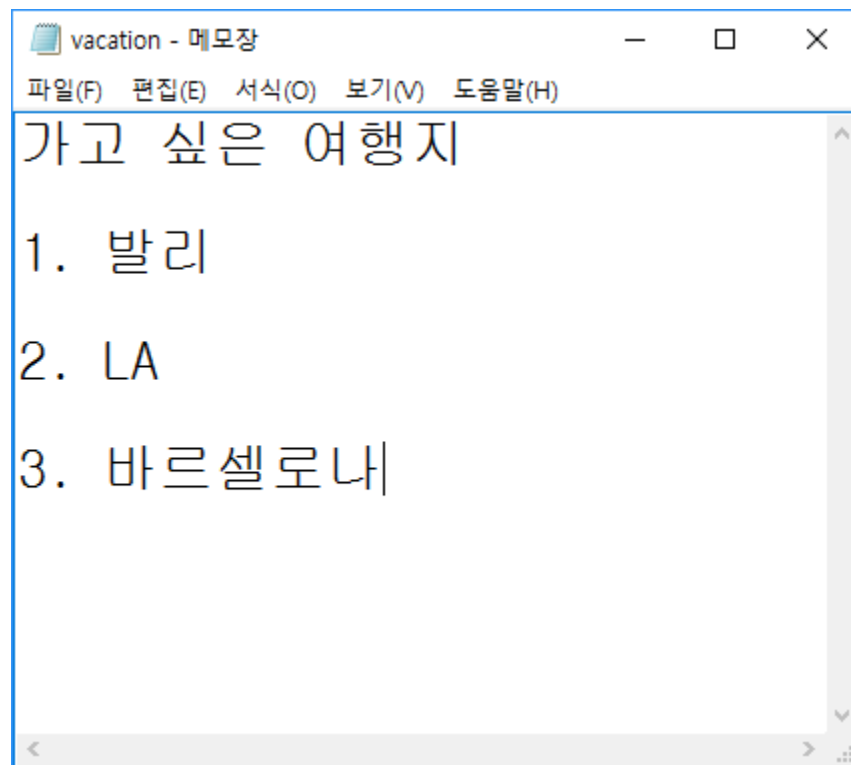 vacation - 메모장
파일(F) 편집(E) 서식(O) 보기(V) 도움말(H)
가고 싶은 여행지
1. 발리
2. LA
3. 바르셀로나